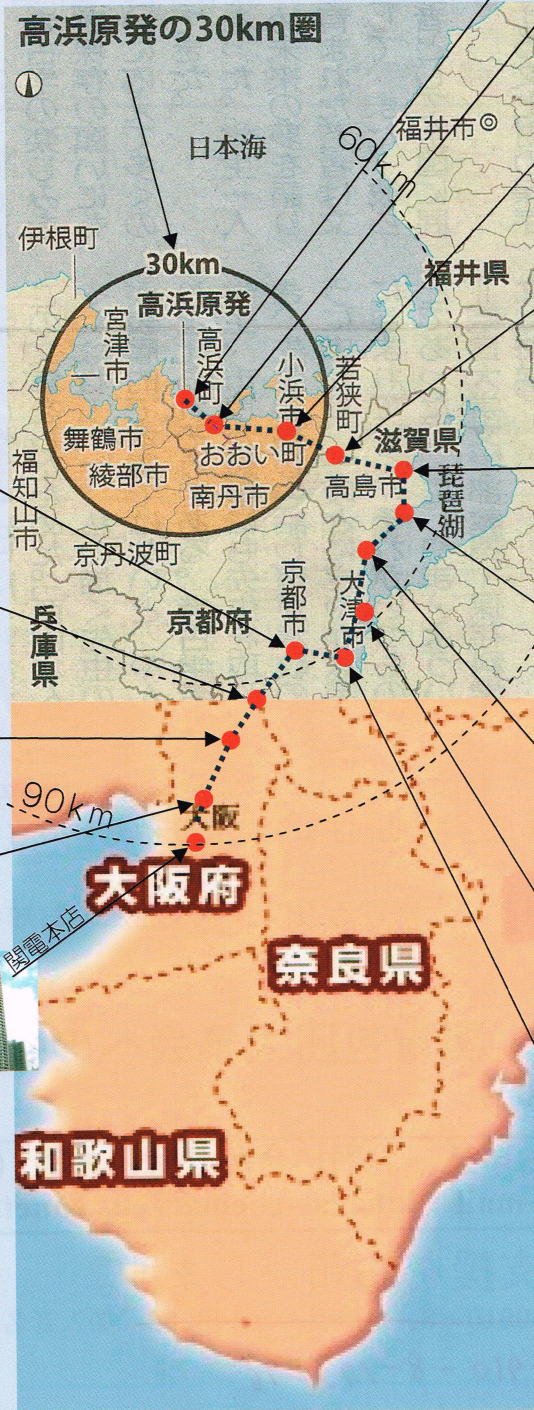 高浜原発の30km圏
日本海
福井市
60km
伊根町
福井県
30km
高浜原発
宮津市
高浜町
小浜市
若狭町
舞鶴市
おおい町
滋賀県
綾部市
高島市
琵琶湖
福知山市
南丹市
京丹波町
京都市
大津市
兵庫県
京都府
90km
大阪
大阪府
関電本店
奈良県
和歌山県